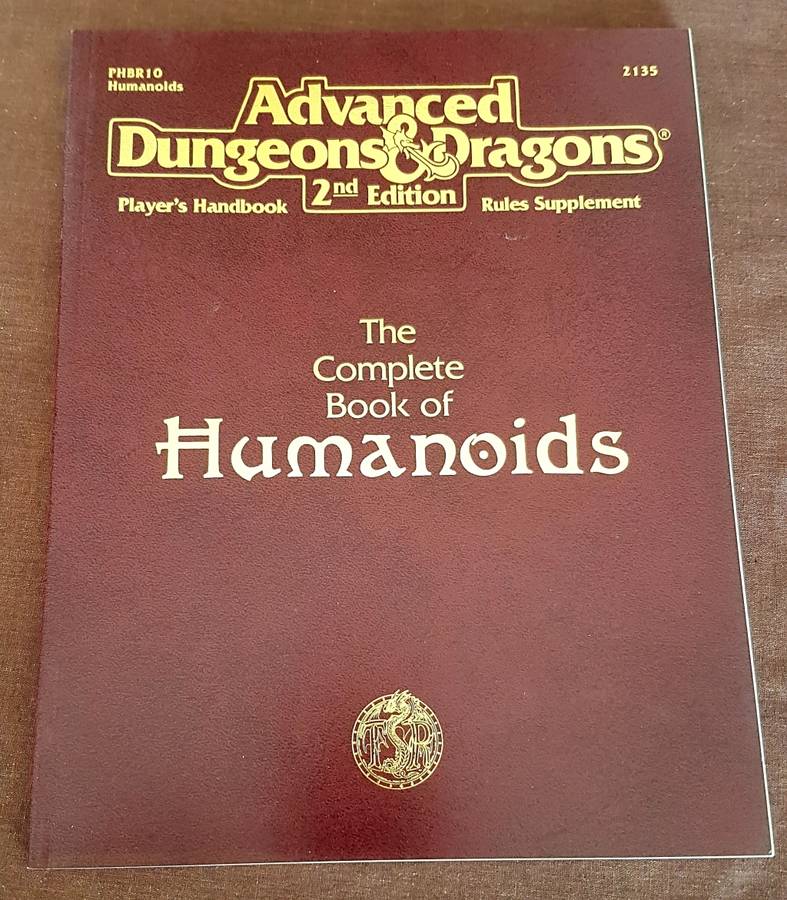 PHBR10
Humanoids
2135
Advanced
Dungeons & Dragons®
2nd Edition
Player's Handbook
Rules Supplement
The
Complete
Book of
Humanoids
TSR